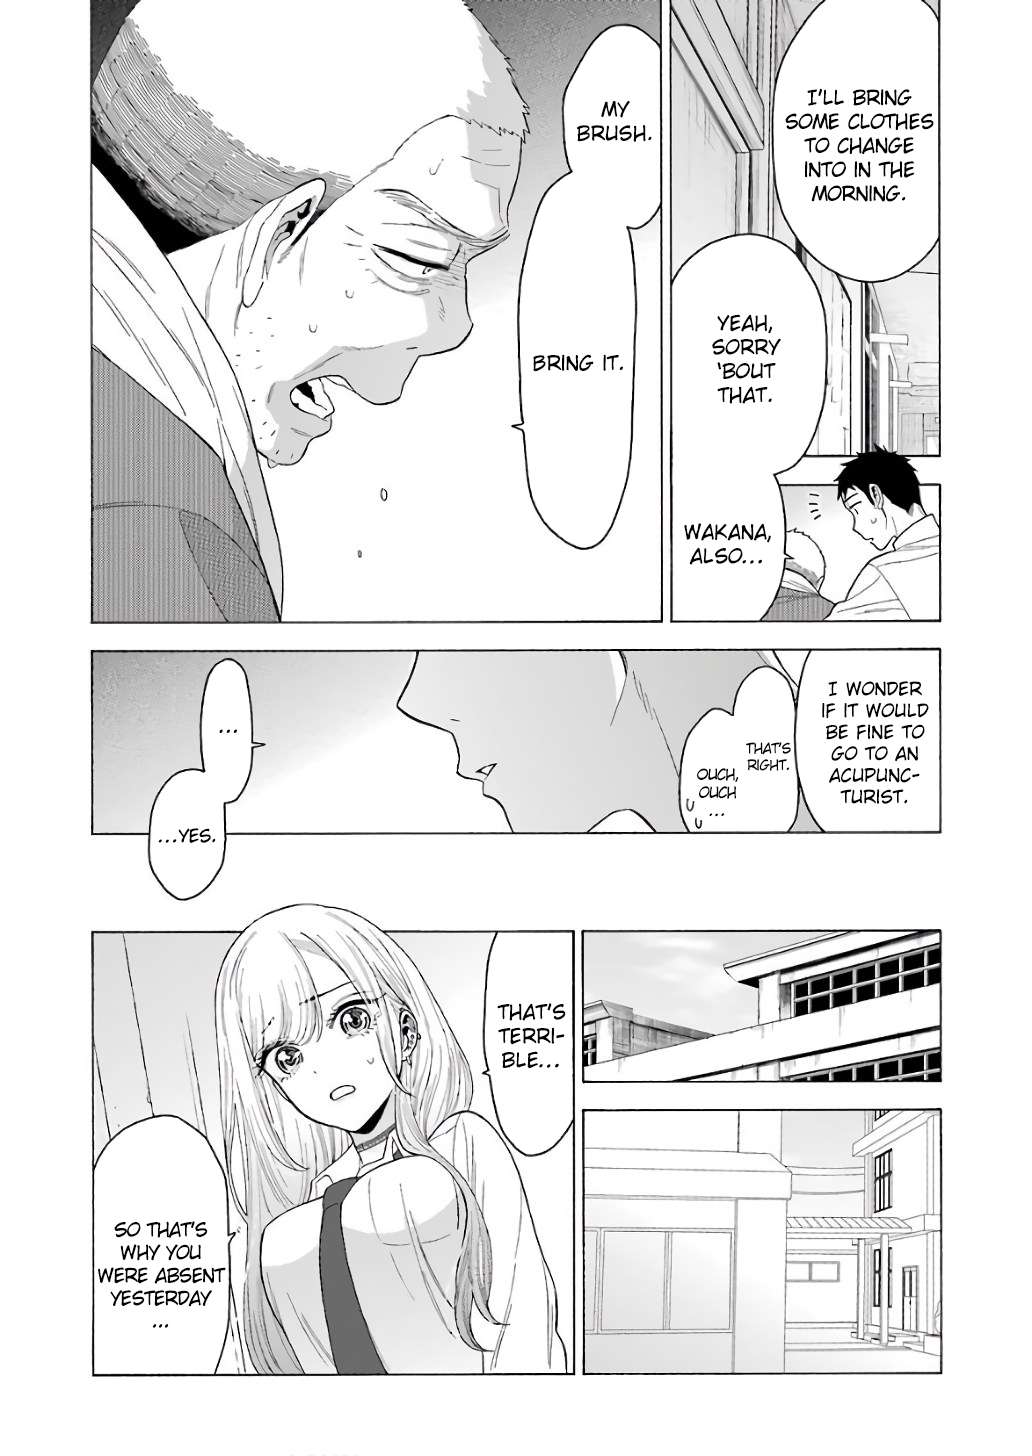 I'LL BRING
SOME CLOTHES
TO CHANGE
INTO IN THE
MORNING.
YEAH,
SORRY
'BOUT
THAT.
WAKANA,
ALSO...
MY
BRUSH.
BRING IT.
I WONDER
IF IT WOULD
BE FINE TO
GO TO AN
ACUPUNC-
TURIST.
THAT'S
RIGHT.
OUCH,
OUCH
...
...
...YES.
THAT'S
TERRI-
BLE...
SO THAT'S
WHY YOU
WERE ABSENT
YESTERDAY
...